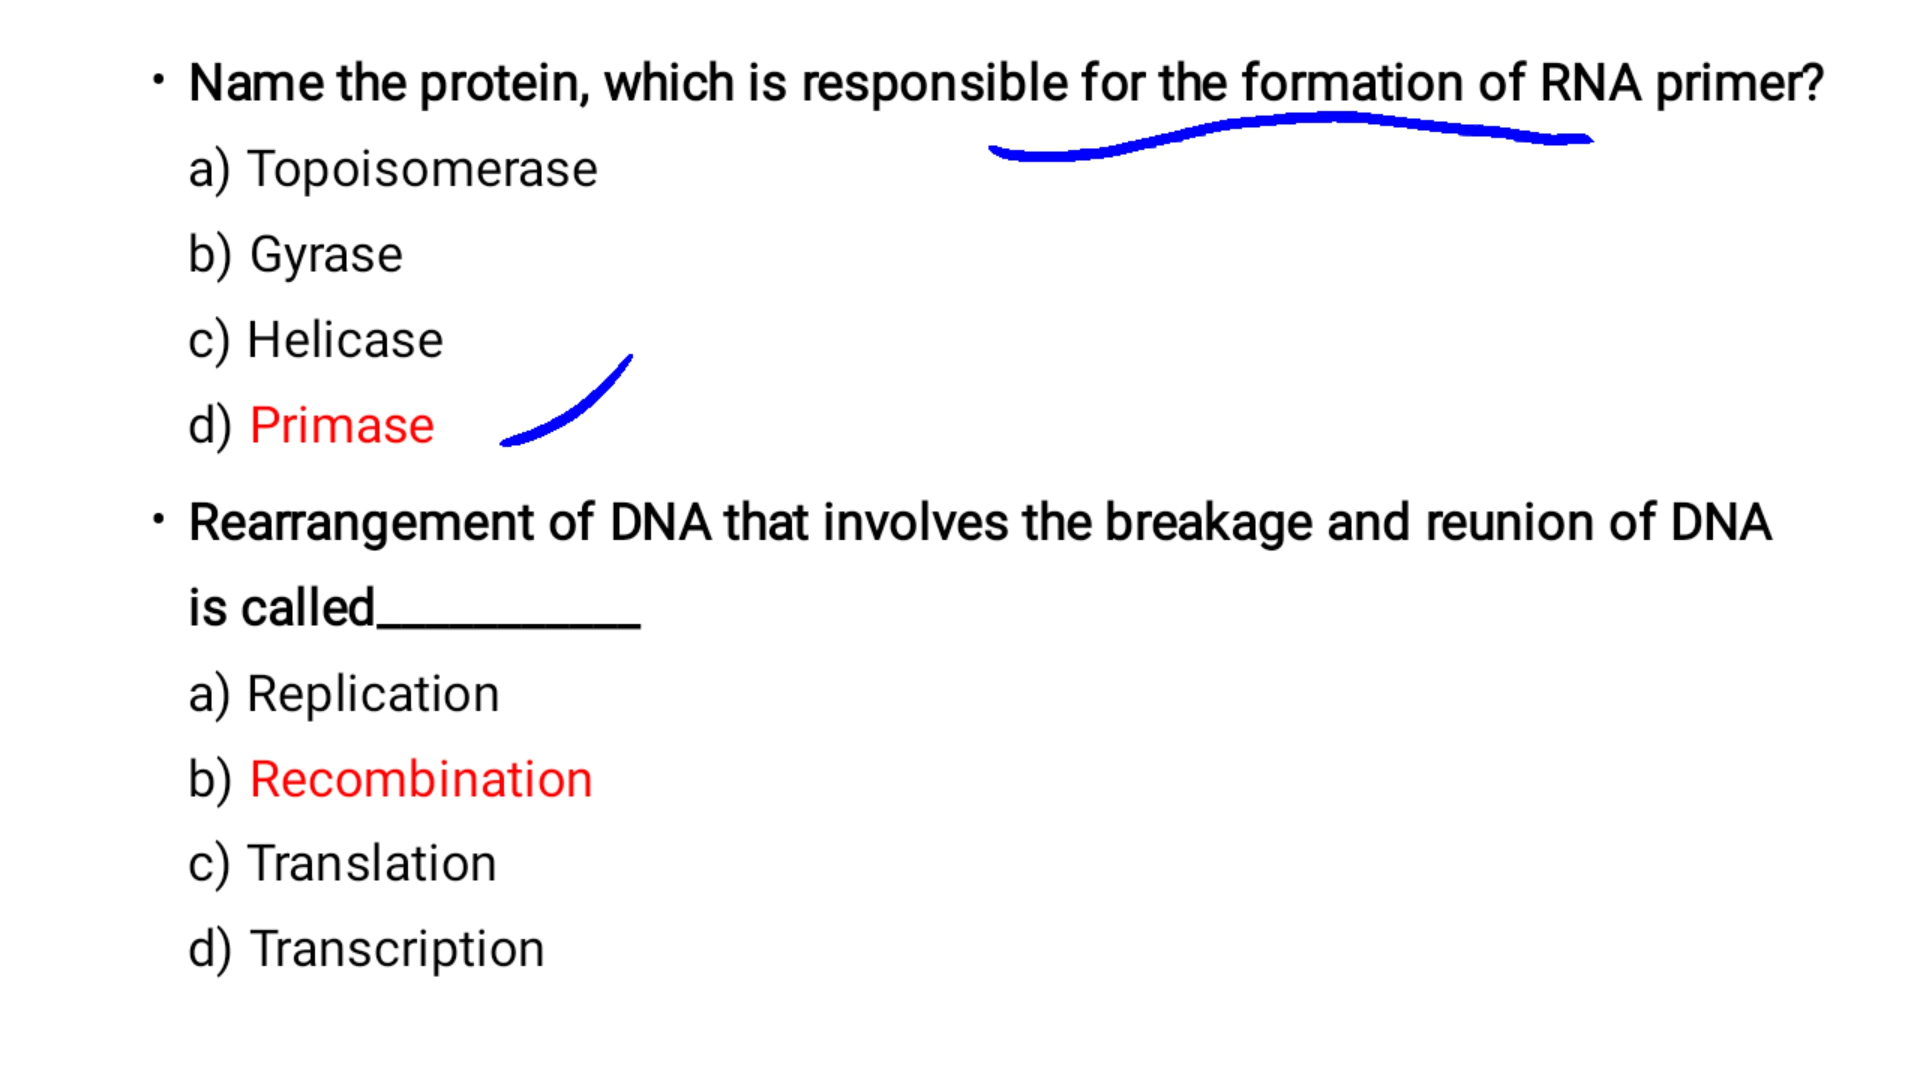 • Name the protein, which is responsible for the formation of RNA primer?
a) Topoisomerase
b) Gyrase
c) Helicase
d) Primase
• Rearrangement of DNA that involves the breakage and reunion of DNA
is called___________
a) Replication
b) Recombination
c) Translation
d) Transcription